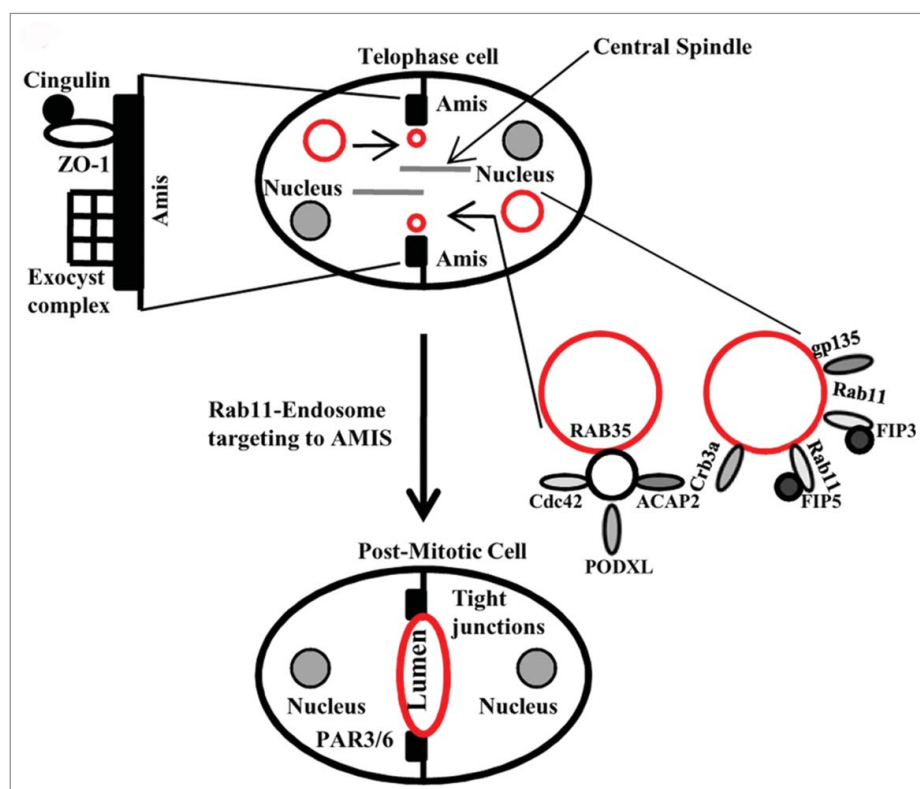 Central Spindle
Telophase cell
Cingulin
Amis
ZO-1
Nucleus
Nucleus
Amis
Amis
Exocyst
complex
gp135
Rab11
Rab11-Endosome
targeting to AMIS
RAB35
FIP3
Crb3a
Rab11
Cdc42
ACAP2
FIP5
PODXL
Post-Mitotic Cell
Tight
junctions
Lumen
Nucleus
Nucleus
PAR3/6